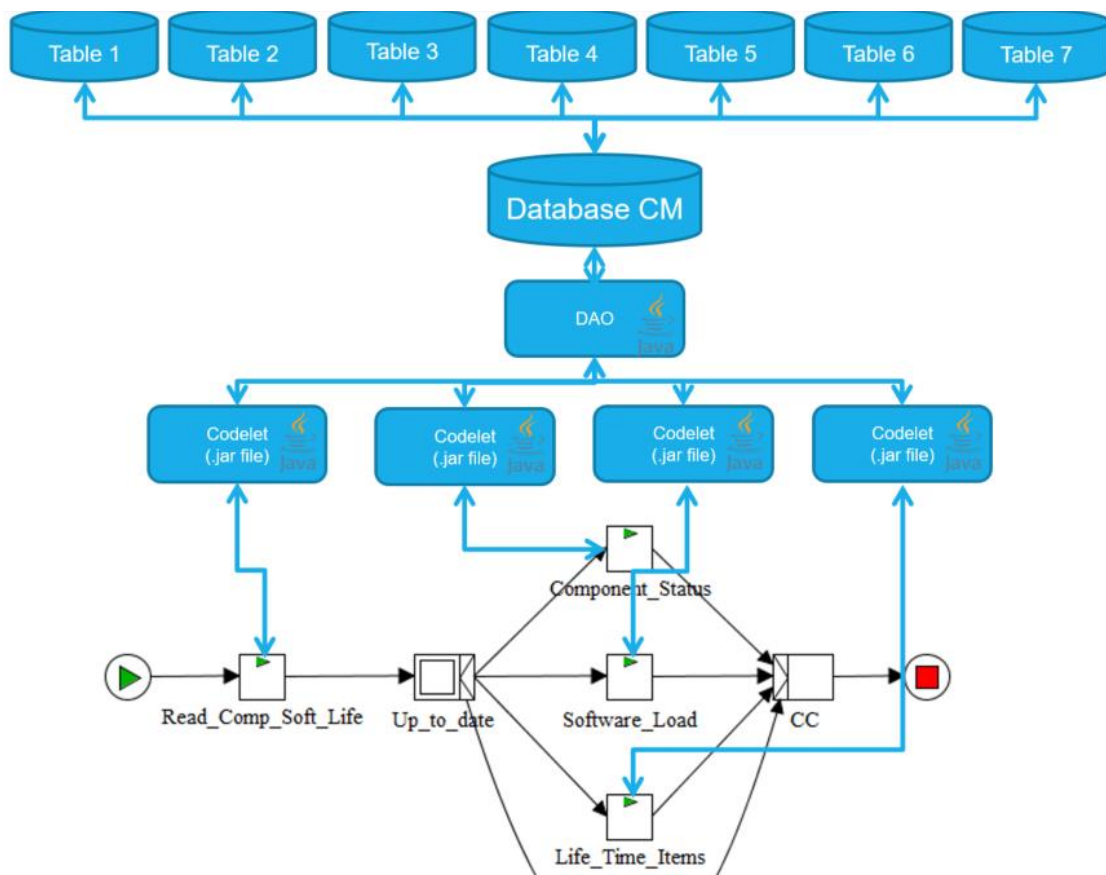 Table 1
Table 2
Table 3
Table 4
Table 5
Table 6
Table 7
Database CM
DAO
Java
Codelet
(.jar file)
Java
Codelet
(.jar file)
Java
Codelet
(.jar file)
Java
Codelet
(.jar file)
Java
Component_Status
Read_Comp_Soft_Life
Up_to_date
Software_Load
CC
Life_Time_Items